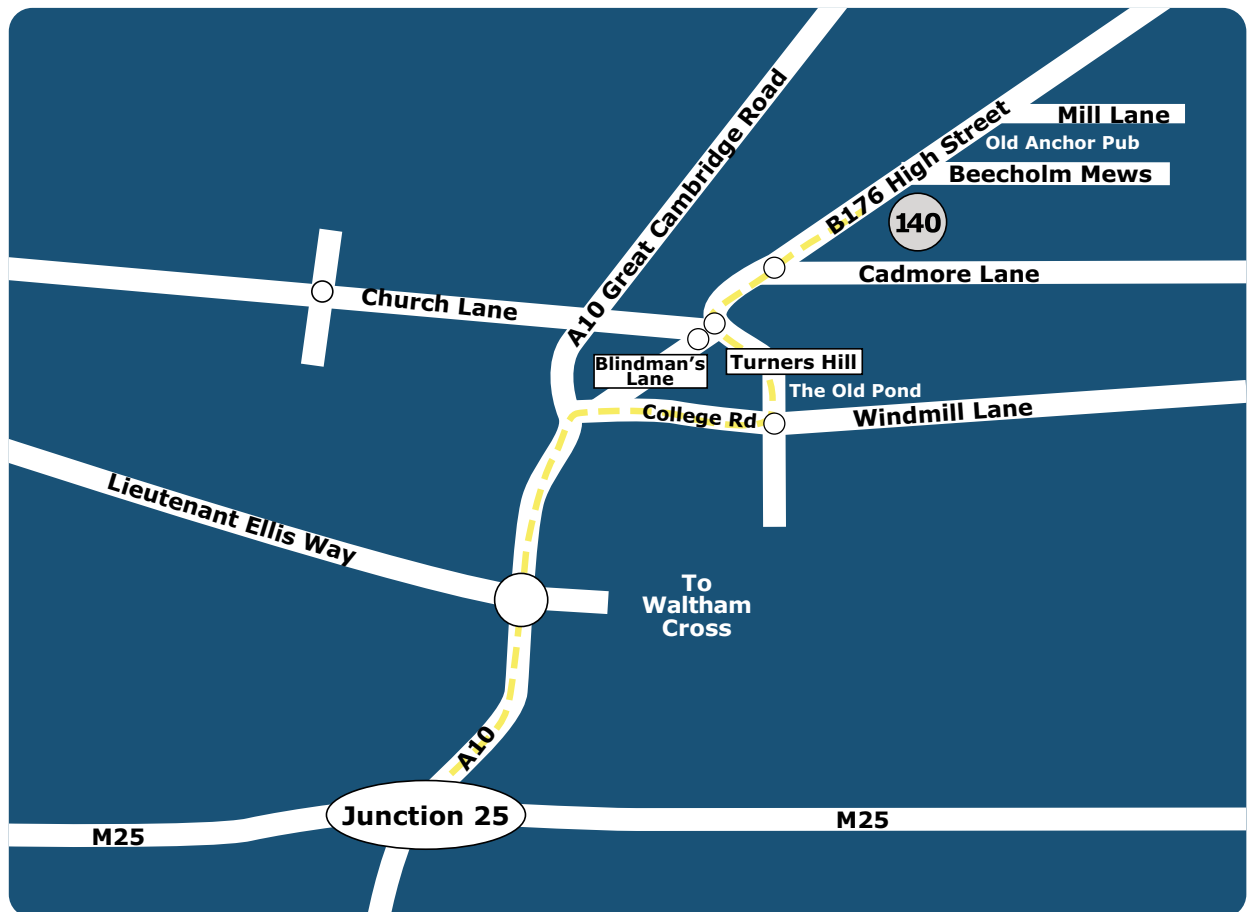 Mill Lane
Old Anchor Pub
Beecholm Mews
B176 High Street
140
A10 Great Cambridge Road
Cadmore Lane
Church Lane
Blindman's
Lane
Turners Hill
The Old Pond
College Rd
Windmill Lane
Lieutenant Ellis Way
To
Waltham
Cross
A10
Junction 25
M25
M25